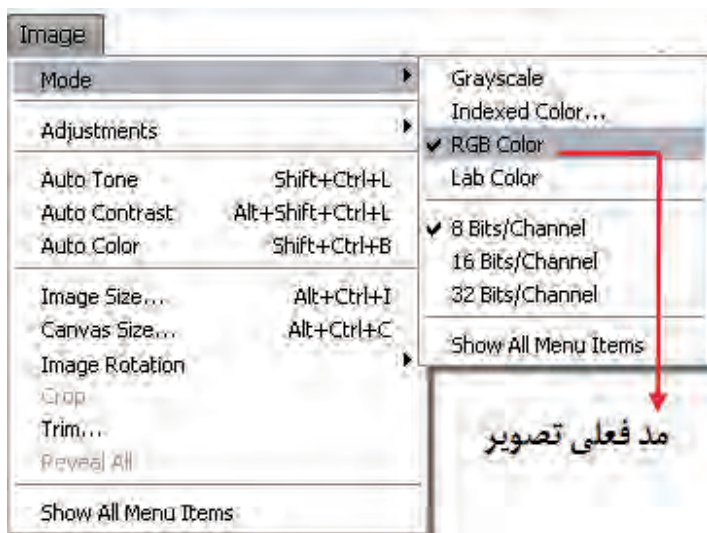 Image
Mode
Adjustments
Auto Tone Shift+Ctrl+L
Auto Contrast Alt+Shift+Ctrl+L
Auto Color Shift+Ctrl+B
Image Size... Alt+Ctrl+I
Canvas Size... Alt+Ctrl+C
Image Rotation
Crop
Trim...
Reveal All
Show All Menu Items
Grayscale
Indexed Color...
RGB Color
Lab Color
8 Bits/Channel
16 Bits/Channel
32 Bits/Channel
Show All Menu Items
مد فعلی تصویر